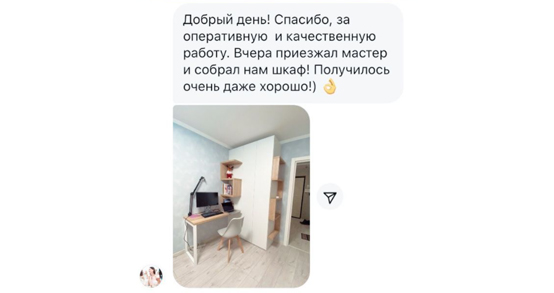 Добрый день! Спасибо, за
оперативную и качественную
работу. Вчера приезжал мастер
и собрал нам шкаф! Получилось
очень даже хорошо!) 👌